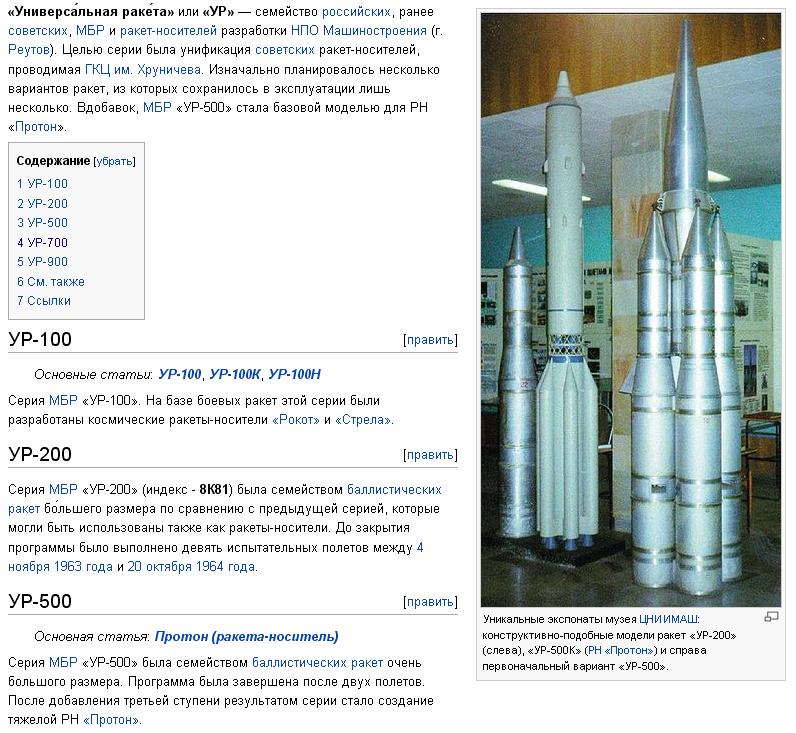 «Универса́льная раке́та» или «УР» — семейство российских, ранее
советских, МБР и ракет-носителей разработки НПО Машиностроения (г.
Реутов). Целью серии была унификация советских ракет-носителей,
проводимая ГКЦ им. Хруничева. Изначально планировалось несколько
вариантов ракет, из которых сохранилось в эксплуатации лишь
несколько. Вдобавок, МБР «УР-500» стала базовой моделью для РН
«Протон».
Содержание [убрать]
1 УР-100
2 УР-200
3 УР-500
4 УР-700
5 УР-900
6 См. также
7 Ссылки
УР-100 [править]
Основные статьи: УР-100, УР-100К, УР-100Н
Серия МБР «УР-100». На базе боевых ракет этой серии были
разработаны космические ракеты-носители «Рокот» и «Стрела».
УР-200 [править]
Серия МБР «УР-200» (индекс - 8К81) была семейством баллистических
ракет бо́льшего размера по сравнению с предыдущей серией, которые
могли быть использованы также как ракеты-носители. До закрытия
программы было выполнено девять испытательных полетов между 4
ноября 1963 года и 20 октября 1964 года.
УР-500 [править]
Основная статья: Протон (ракета-носитель)
Серия МБР «УР-500» была семейством баллистических ракет очень
большого размера. Программа была завершена после двух полетов.
После добавления третьей ступени результатом серии стало создание
тяжелой РН «Протон».
Уникальные экспонаты музея ЦНИИМАШ:
конструктивно-подобные модели ракет «УР-200»
(слева), «УР-500К» (РН «Протон») и справа
первоначальный вариант «УР-500».